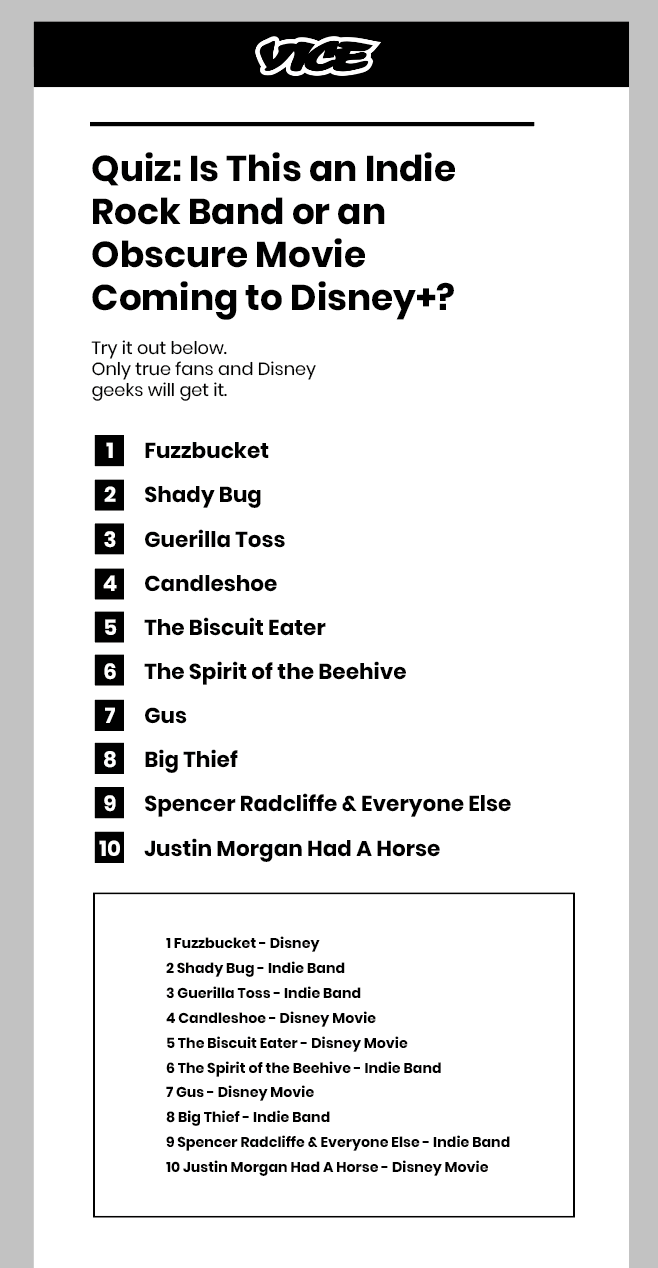 VICE
Quiz: Is This an Indie
Rock Band or an
Obscure Movie
Coming to Disney+?
Try it out below.
Only true fans and Disney
geeks will get it.
1 Fuzzbucket
2 Shady Bug
3 Guerilla Toss
4 Candleshoe
5 The Biscuit Eater
6 The Spirit of the Beehive
7 Gus
8 Big Thief
9 Spencer Radcliffe & Everyone Else
10 Justin Morgan Had A Horse
1 Fuzzbucket - Disney
2 Shady Bug - Indie Band
3 Guerilla Toss - Indie Band
4 Candleshoe - Disney Movie
5 The Biscuit Eater - Disney Movie
6 The Spirit of the Beehive - Indie Band
7 Gus - Disney Movie
8 Big Thief - Indie Band
9 Spencer Radcliffe & Everyone Else - Indie Band
10 Justin Morgan Had A Horse - Disney Movie